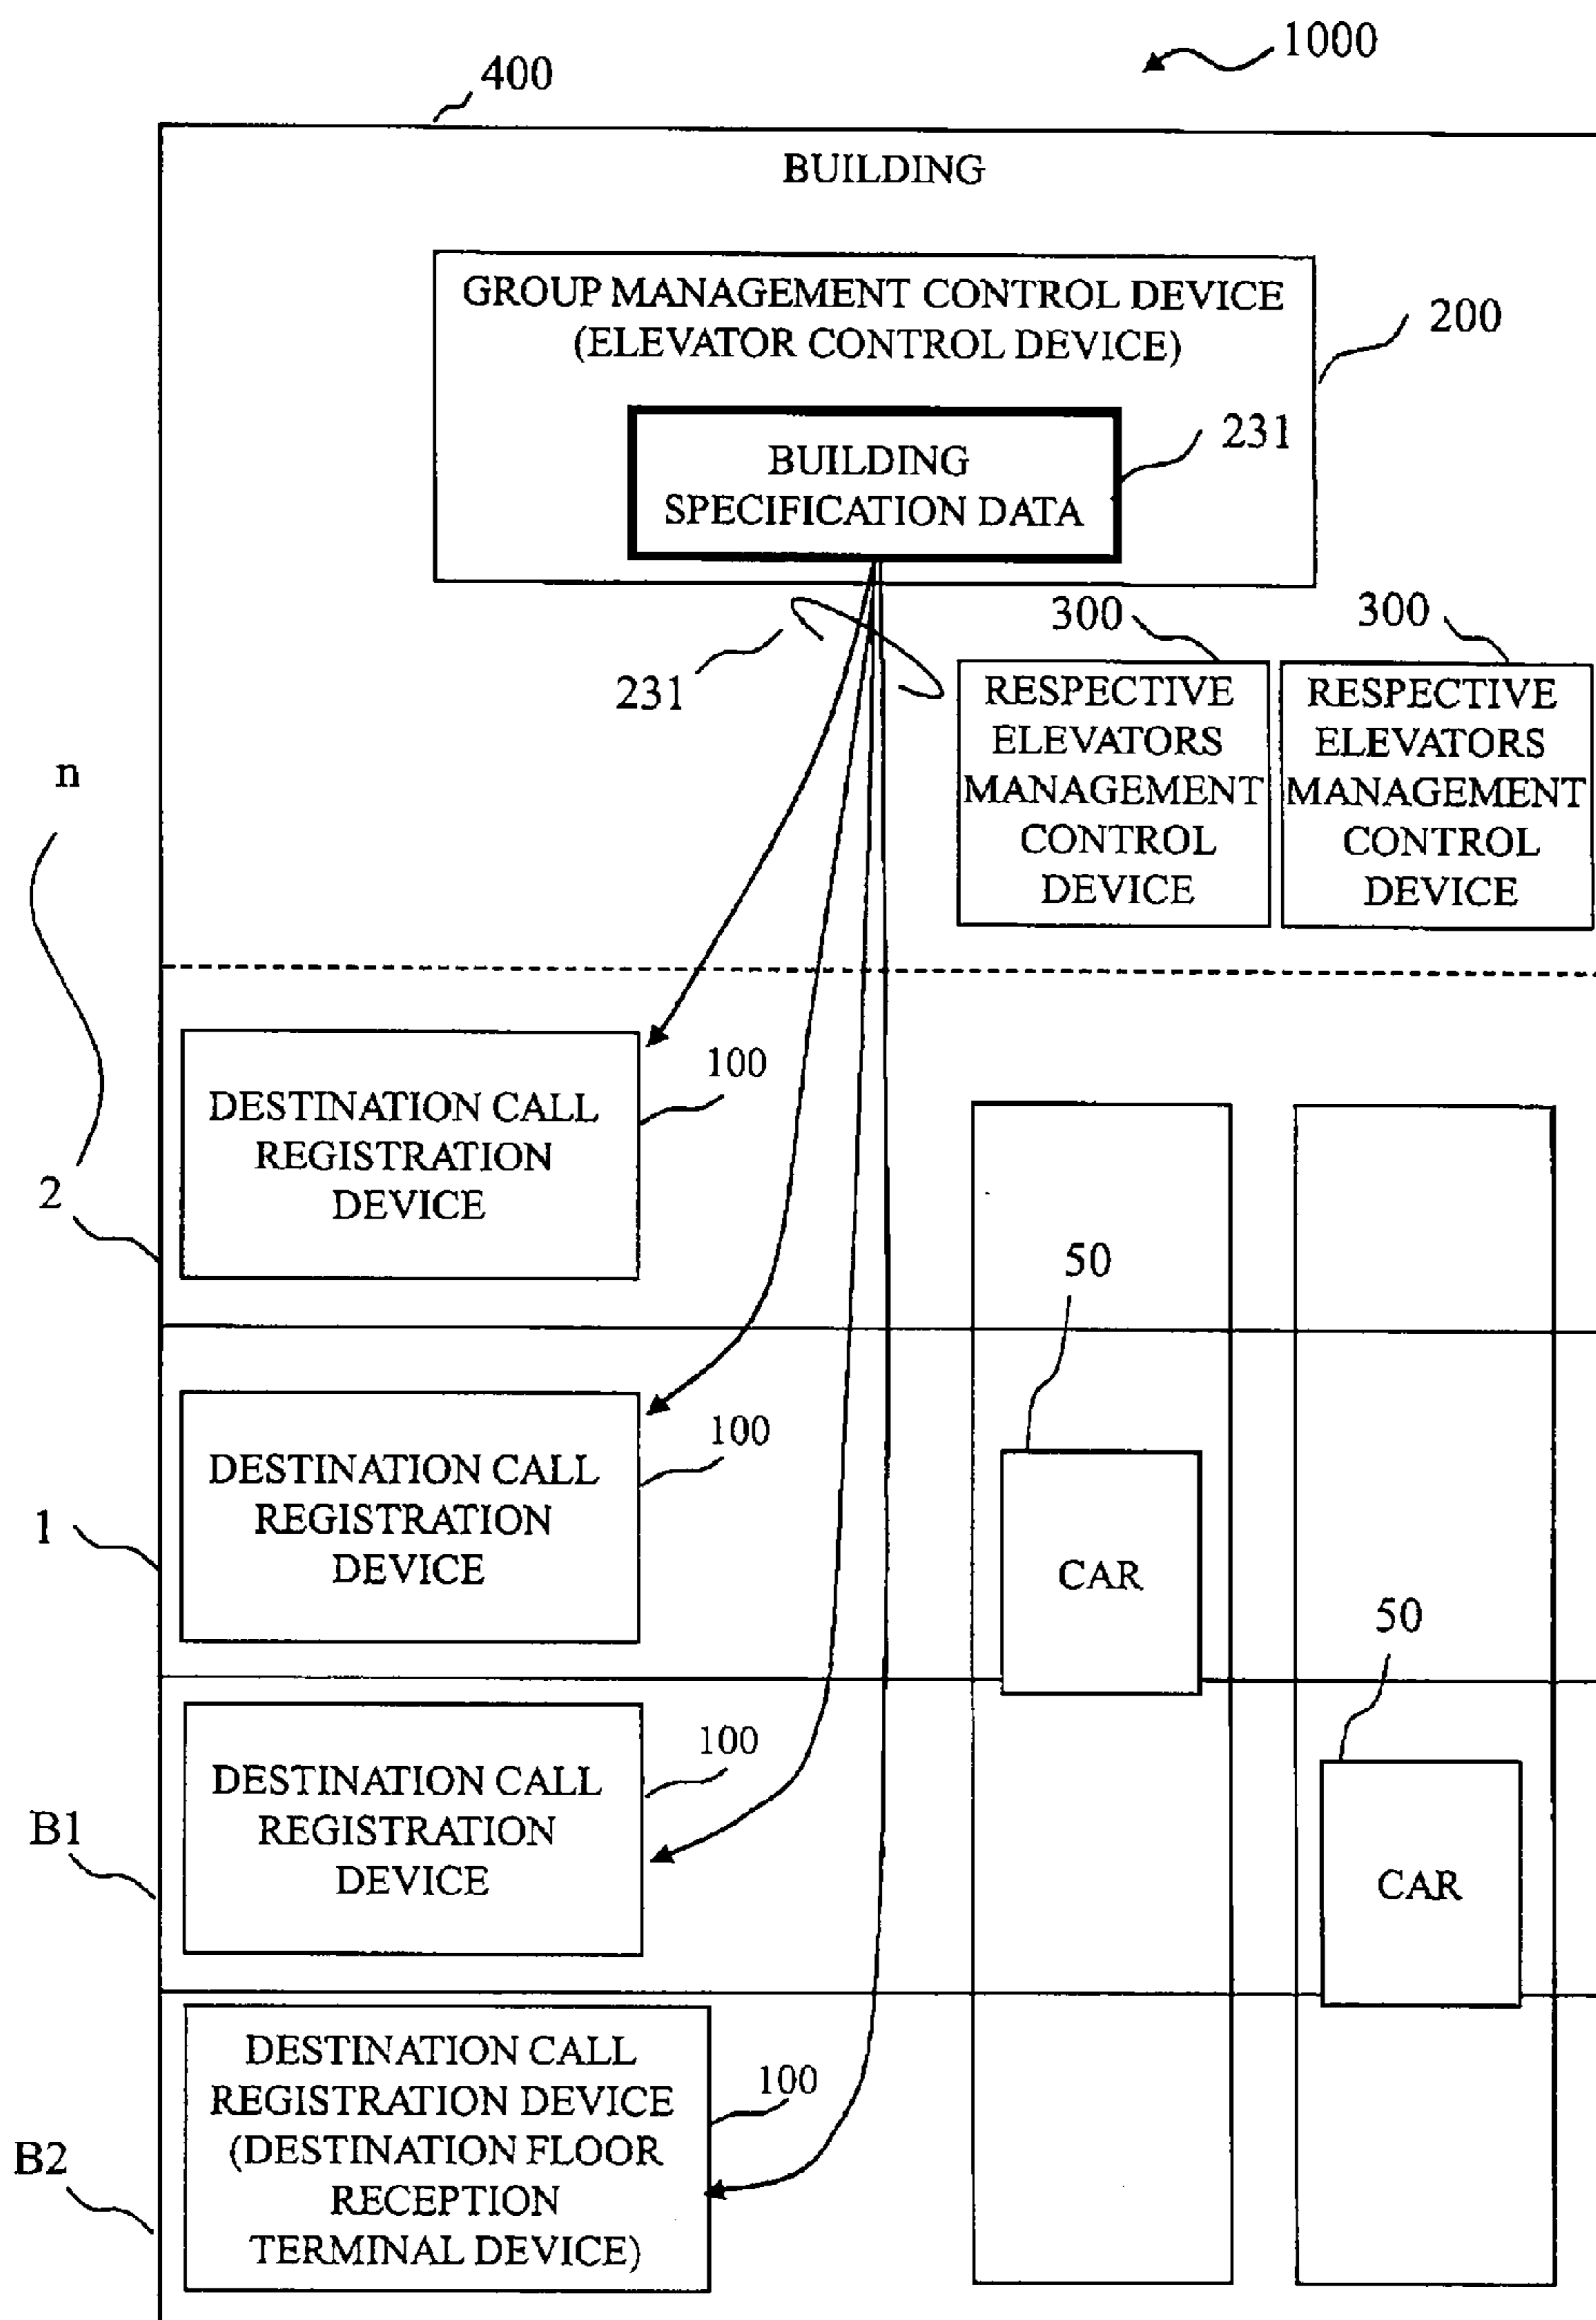 1000
400
BUILDING
GROUP MANAGEMENT CONTROL DEVICE
(ELEVATOR CONTROL DEVICE)
200
BUILDING
SPECIFICATION DATA
231
231
300
300
RESPECTIVE
ELEVATORS
MANAGEMENT
CONTROL
DEVICE
RESPECTIVE
ELEVATORS
MANAGEMENT
CONTROL
DEVICE
n
2
DESTINATION CALL
REGISTRATION
DEVICE
100
50
1
DESTINATION CALL
REGISTRATION
DEVICE
100
CAR
50
B1
DESTINATION CALL
REGISTRATION
DEVICE
100
CAR
B2
DESTINATION CALL
REGISTRATION DEVICE
(DESTINATION FLOOR
RECEPTION
TERMINAL DEVICE)
100